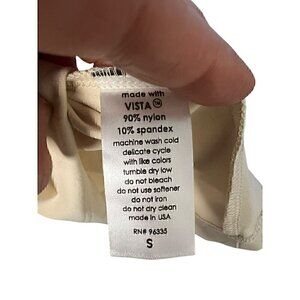 made with
VISTA™
90% nylon
10% spandex
machine wash cold
delicate cycle
with like colors
tumble dry low
do not bleach
do not use softener
do not iron
do not dry clean
made in USA
RN# 96335
S